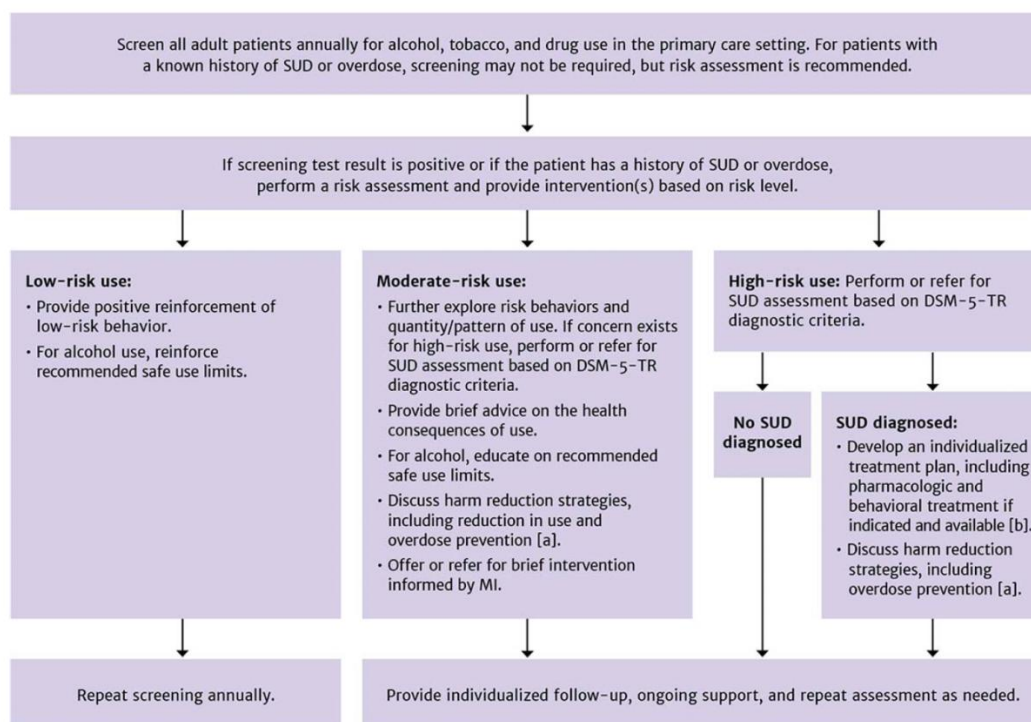 Screen all adult patients annually for alcohol, tobacco, and drug use in the primary care setting. For patients with
a known history of SUD or overdose, screening may not be required, but risk assessment is recommended.
If screening test result is positive or if the patient has a history of SUD or overdose,
perform a risk assessment and provide intervention(s) based on risk level.
Low-risk use:
• Provide positive reinforcement of
low-risk behavior.
• For alcohol use, reinforce
recommended safe use limits.
Moderate-risk use:
• Further explore risk behaviors and
quantity/pattern of use. If concern exists
for high-risk use, perform or refer for
SUD assessment based on DSM-5-TR
diagnostic criteria.
• Provide brief advice on the health
consequences of use.
• For alcohol, educate on recommended
safe use limits.
• Discuss harm reduction strategies,
including reduction in use and
overdose prevention [a].
• Offer or refer for brief intervention
informed by MI.
High-risk use: Perform or refer for
SUD assessment based on DSM-5-TR
diagnostic criteria.
No SUD
diagnosed
SUD diagnosed:
• Develop an individualized
treatment plan, including
pharmacologic and
behavioral treatment if
indicated and available [b].
• Discuss harm reduction
strategies, including
overdose prevention [a].
Repeat screening annually.
Provide individualized follow-up, ongoing support, and repeat assessment as needed.